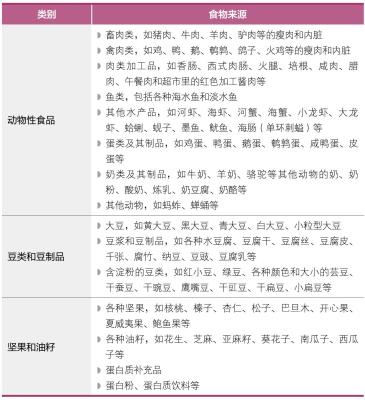 类别 食物来源
动物性食品
畜肉类，如猪肉、牛肉、羊肉、驴肉等的瘦肉和内脏
禽肉类，如鸡、鸭、鹅、鹌鹑、鸽子、火鸡等的瘦肉和内脏
肉类加工品，如香肠、西式肉肠、火腿、培根、咸肉、腊
肉、午餐肉和超市里的红色加工酱肉等
鱼类，包括各种海水鱼和淡水鱼
其他水产品，如河虾、海虾、河蟹、海蟹、小龙虾、大龙
虾、蛤蜊、蚬子、墨鱼、鱿鱼、海肠（单环刺螠）等
蛋类及其制品，如鸡蛋、鸭蛋、鹅蛋、鹌鹑蛋、咸鸭蛋、皮
蛋等
奶类及其制品，如牛奶、羊奶、骆驼等其他动物的奶、奶
粉、酸奶、炼乳、奶豆腐、奶酪等
其他动物，如蚂蚱、蝉蛹等
豆类和豆制品
大豆，如黄大豆、黑大豆、青大豆、白大豆、小粒型大豆
豆浆和豆制品，如各种水豆腐、豆腐干、豆腐丝、豆腐皮、
千张、腐竹、纳豆、豆豉、豆腐乳等
含淀粉的豆类，如红小豆、绿豆、各种颜色和大小的芸豆、
干蚕豆、干豌豆、鹰嘴豆、干豇豆、干扁豆、小扁豆等
坚果和油籽
各种坚果，如核桃、榛子、杏仁、松子、巴旦木、开心果、
夏威夷果、鲍鱼果等
各种油籽，如花生、芝麻、亚麻籽、葵花子、南瓜子、西瓜
子等
蛋白质补充品
蛋白粉、蛋白质饮料等